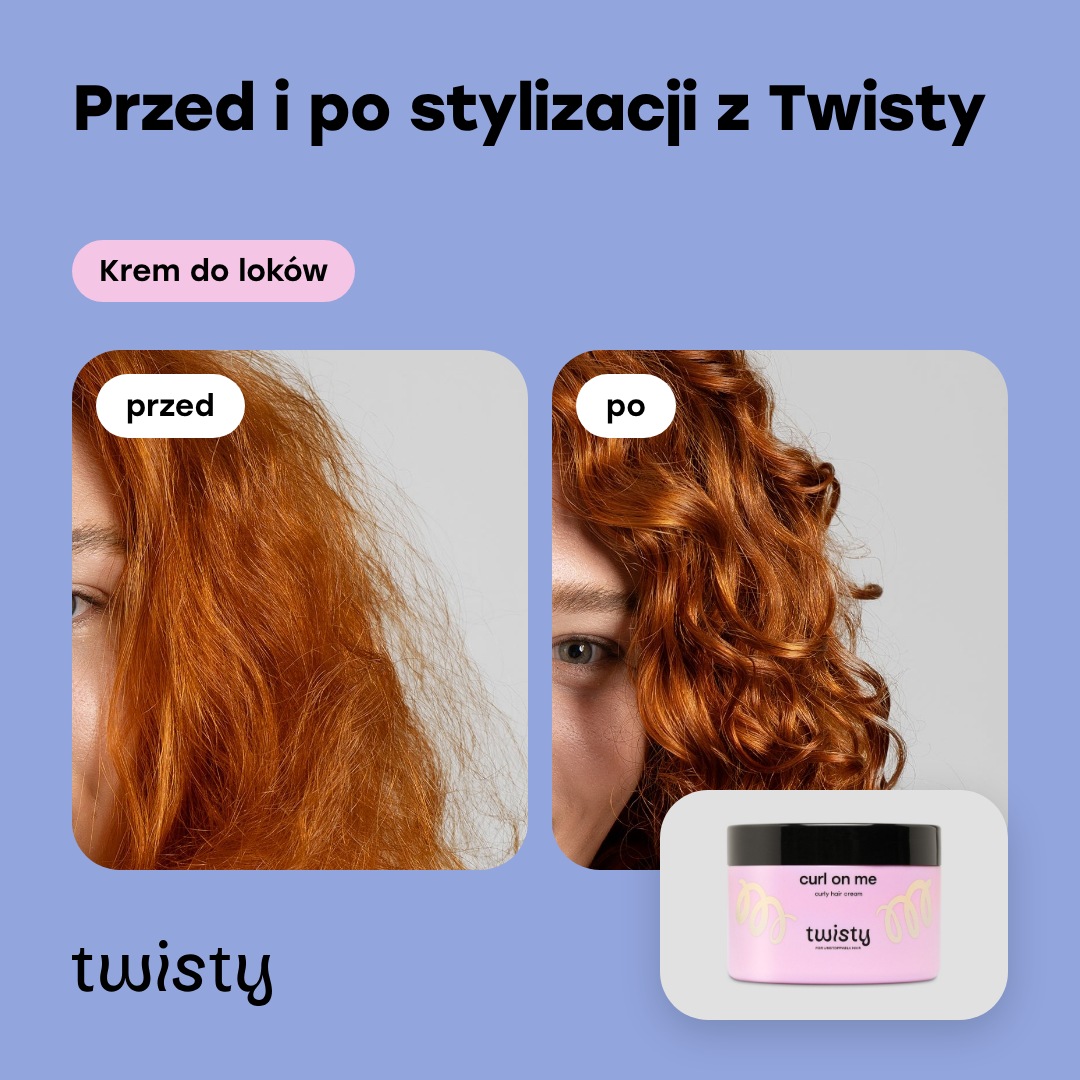 Przed i po stylizacji z Twisty
Krem do loków
przed
po
curl on me
curly hair cream
twisty
twisty